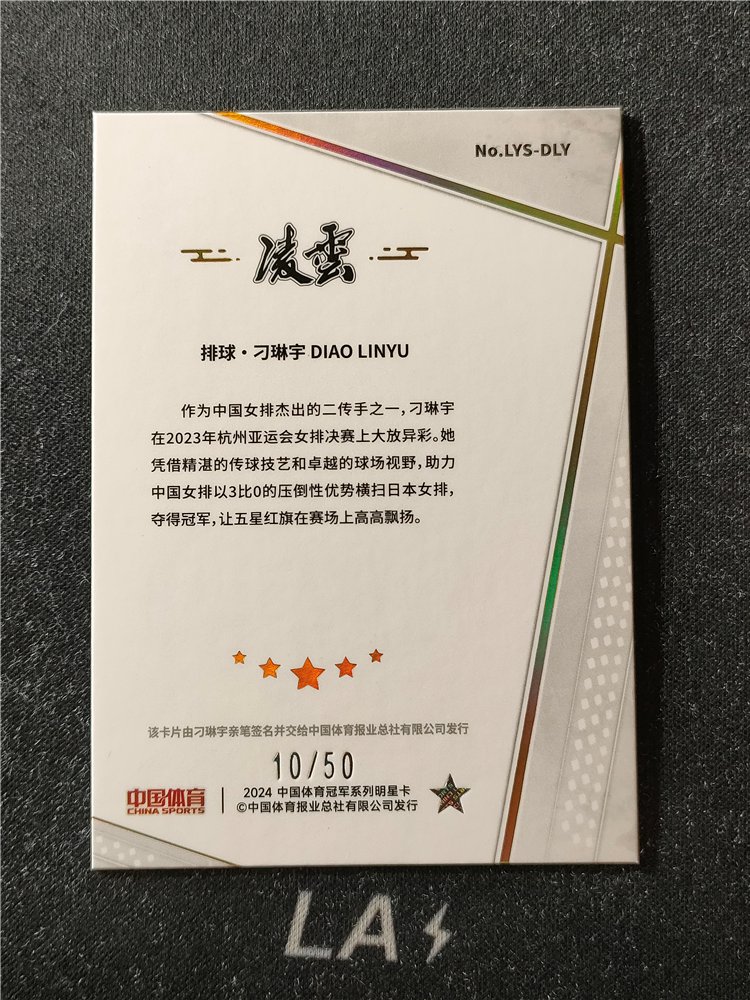 No.LYS-DLY
凌雲
排球·刁琳宇 DIAO LINYU
作为中国女排杰出的二传手之一，刁琳宇
在2023年杭州亚运会女排决赛上大放异彩。她
凭借精湛的传球技艺和卓越的球场视野，助力
中国女排以3比0的压倒性优势横扫日本女排，
夺得冠军，让五星红旗在赛场上高高飘扬。
该卡片由刁琳宇亲笔签名并交给中国体育报业总社有限公司发行
10/50
中国体育
CHINA SPORTS
2024 中国体育冠军系列明星卡
©中国体育报业总社有限公司发行
LA